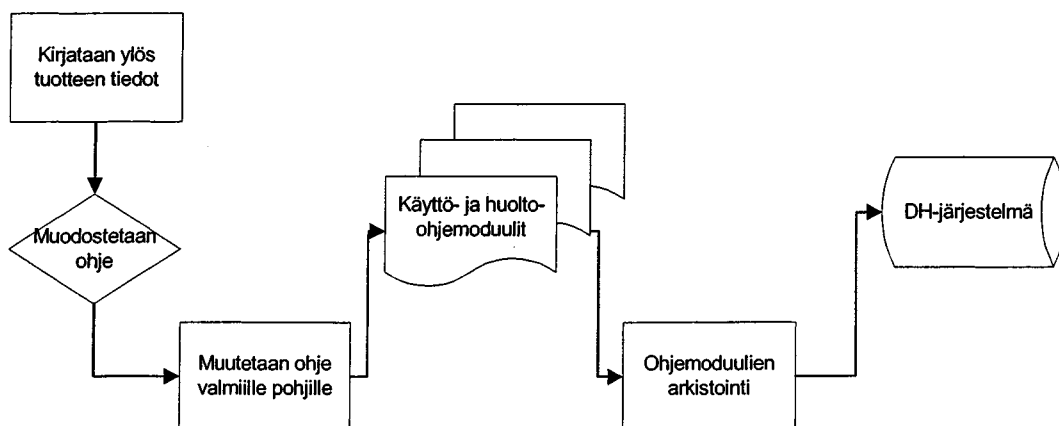 Kirjataan ylös
tuotteen tiedot
Muodostetaan
ohje
Muutetaan ohje
valmiille pohjille
Käyttö- ja huolto-
ohjemoduulit
Ohjemoduulien
arkistointi
DH-järjestelmä